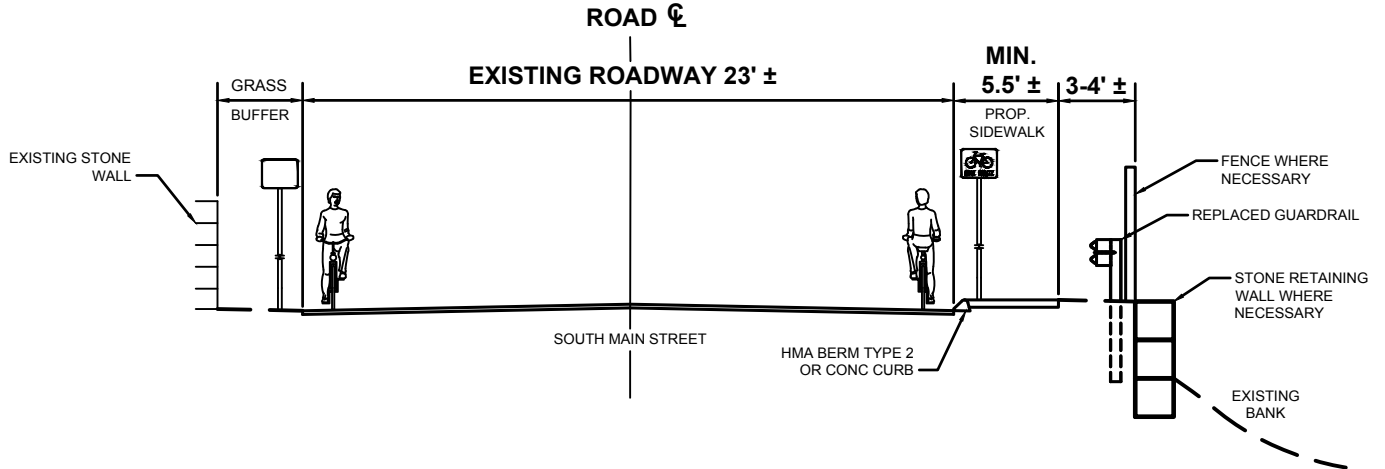 ROAD ℄
EXISTING ROADWAY 23' ±
MIN.
5.5' ±
3-4' ±
GRASS
BUFFER
PROP.
SIDEWALK
EXISTING STONE
WALL
FENCE WHERE
NECESSARY
REPLACED GUARDRAIL
STONE RETAINING
WALL WHERE
NECESSARY
SOUTH MAIN STREET
HMA BERM TYPE 2
OR CONC CURB
EXISTING
BANK